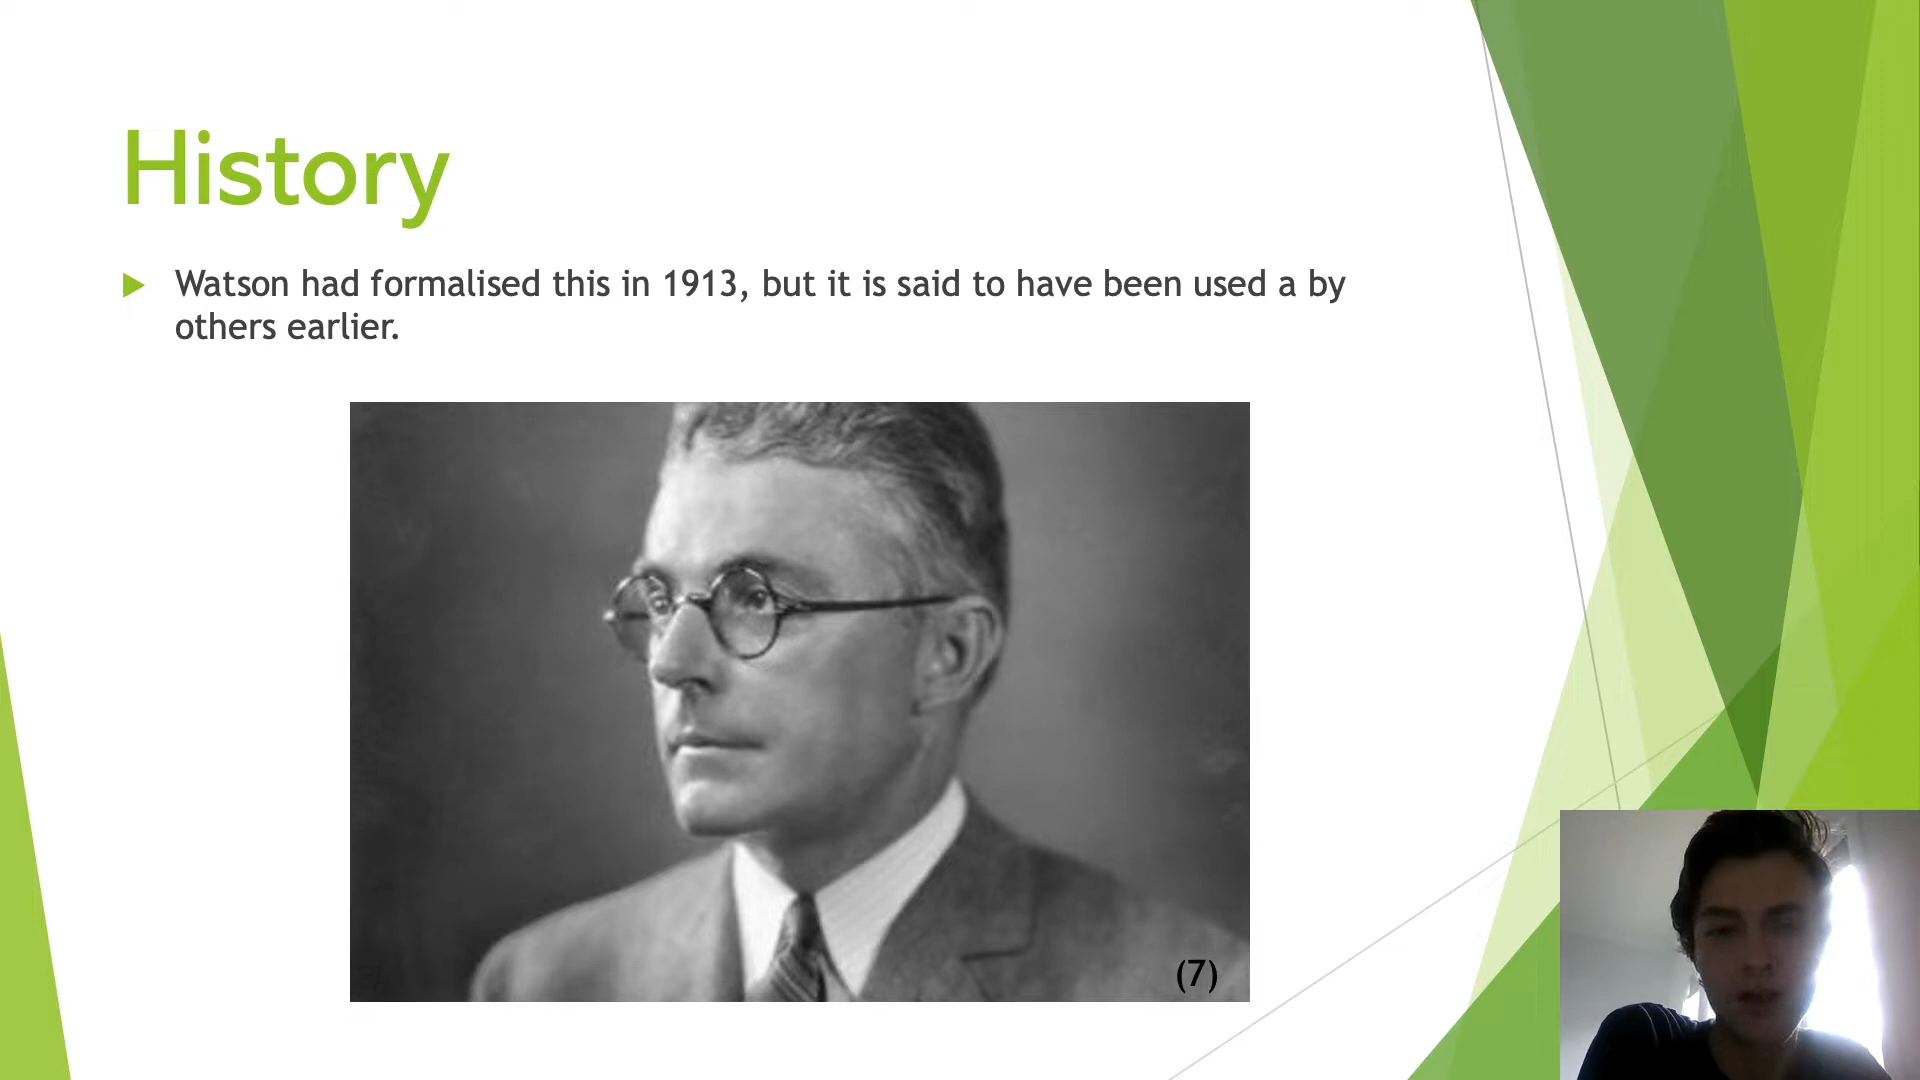 History
Watson had formalised this in 1913, but it is said to have been used a by
others earlier.
(7)